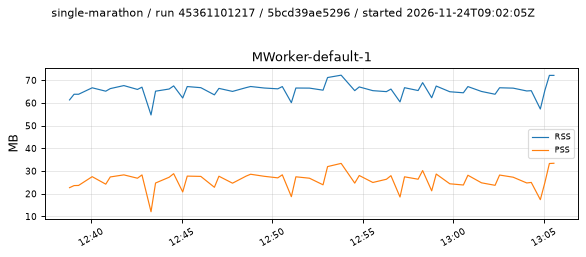 single-marathon / run 45361101217 / 5bcd39ae5296 / started 2026-11-24T09:02:05Z
MWorker-default-1
MB
70
60
50
40
30
20
10
RSS
PSS
12:40
12:45
12:50
12:55
13:00
13:05